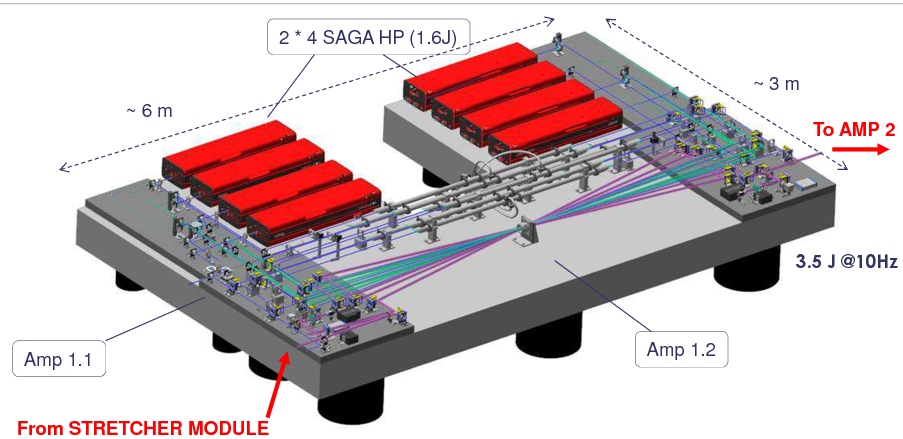 2 * 4 SAGA HP (1.6J)
~ 6 m
~ 3 m
To AMP 2
3.5 J @10Hz
Amp 1.1
Amp 1.2
From STRETCHER MODULE